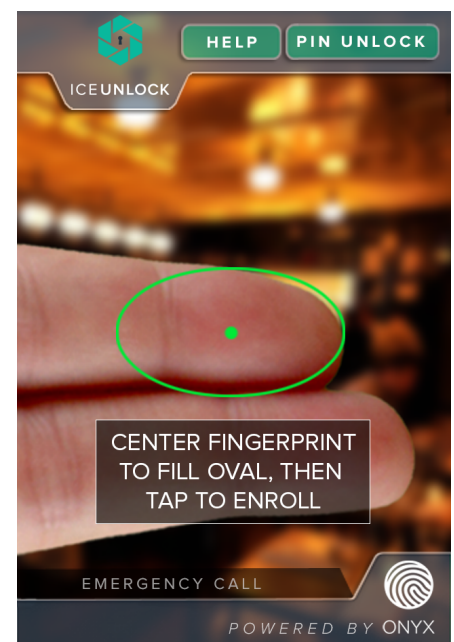 HELP
PIN UNLOCK
ICEUNLOCK
CENTER FINGERPRINT
TO FILL OVAL, THEN
TAP TO ENROLL
EMERGENCY CALL
POWERED BY ONYX